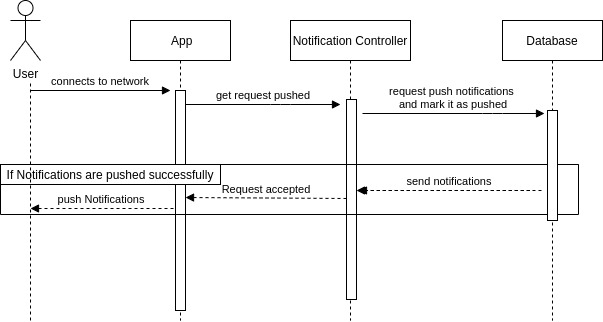 App
Notification Controller
Database
User
connects to network
get request pushed
request push notifications
and mark it as pushed
If Notifications are pushed successfully
send notifications
Request accepted
push Notifications